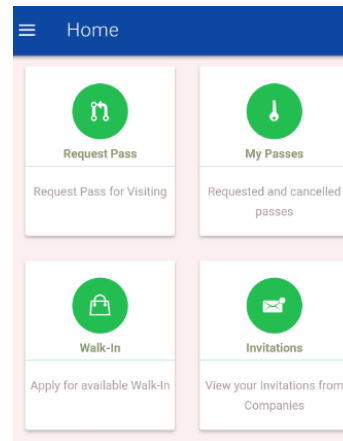 Home
Request Pass
Request Pass for Visiting
My Passes
Requested and cancelled
passes
Walk-In
Apply for available Walk-In
Invitations
View your Invitations from
Companies